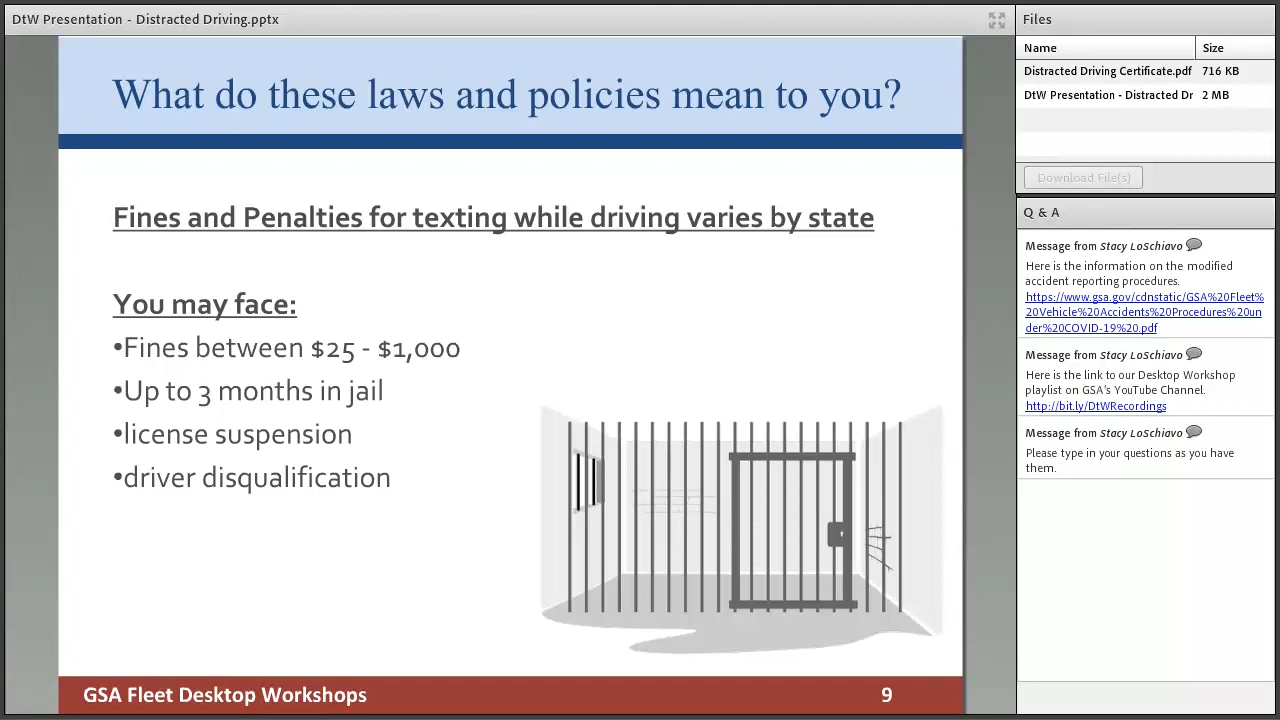 DtW Presentation - Distracted Driving.pptx
What do these laws and policies mean to you?
Fines and Penalties for texting while driving varies by state
You may face:
•Fines between $25 - $1,000
•Up to 3 months in jail
•license suspension
•driver disqualification
GSA Fleet Desktop Workshops
9
Files
Name Size
Distracted Driving Certificate.pdf 716 KB
DtW Presentation - Distracted Dr 2 MB
Download File(s)
Q & A
Message from Stacy LoSchiavo
Here is the information on the modified
accident reporting procedures.
https://www.gsa.gov/cdnstatic/GSA%20Fleet%
20Vehicle%20Accidents%20Procedures%20un
der%20COVID-19%20.pdf
Message from Stacy LoSchiavo
Here is the link to our Desktop Workshop
playlist on GSA's YouTube Channel.
http://bit.ly/DtWRecordings
Message from Stacy LoSchiavo
Please type in your questions as you have
them.